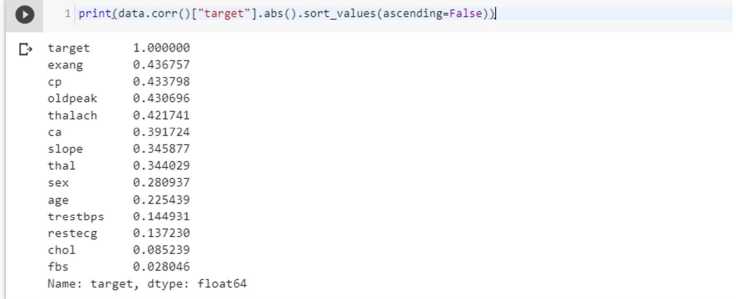 1 print(data.corr()["target"].abs().sort_values(ascending=False))
target 1.000000
exang 0.436757
cp 0.433798
oldpeak 0.430696
thalach 0.421741
ca 0.391724
slope 0.345877
thal 0.344029
sex 0.280937
age 0.225439
trestbps 0.144931
restecg 0.137230
chol 0.085239
fbs 0.028046
Name: target, dtype: float64